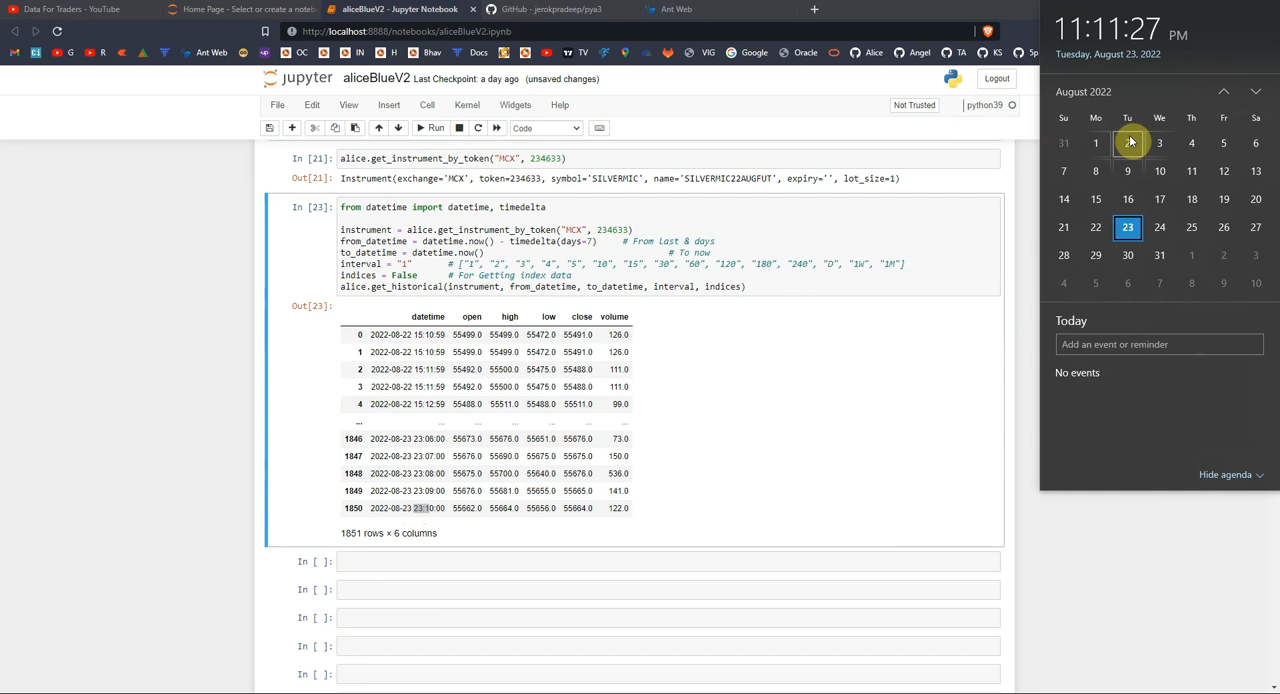 Data For Traders - YouTube
Home Page - Select or create a noteb
aliceBlueV2 - Jupyter Notebook
GitHub - jerokpradeep/pya3
Ant Web
http://localhost:8888/notebooks/aliceBlueV2.ipynb
G
R
Ant Web
OC
IN
H
Bhav
Docs
TV
VIG
Google
Oracle
Alice
Angel
TA
KS
5p
jupyter aliceBlueV2 Last Checkpoint: a day ago (unsaved changes)
Logout
File Edit View Insert Cell Kernel Widgets Help
Not Trusted
python39
Run
Code
In [21]: alice.get_instrument_by_token("MCX", 234633)
Out[21]: Instrument(exchange='MCX', token=234633, symbol='SILVERMIC', name='SILVERMIC22AUGFUT', expiry='', lot_size=1)
In [23]: from datetime import datetime, timedelta
instrument = alice.get_instrument_by_token("MCX", 234633)
from_datetime = datetime.now() - timedelta(days=7) # From last & days
to_datetime = datetime.now() # To now
interval = "1" # ["1", "2", "3", "4", "5", "10", "15", "30", "60", "120", "180", "240", "D", "1W", "1M"]
indices = False # For Getting index data
alice.get_historical(instrument, from_datetime, to_datetime, interval, indices)
Out[23]:
datetime open high low close volume
0 2022-08-22 15:10:59 55499.0 55499.0 55472.0 55491.0 126.0
1 2022-08-22 15:10:59 55499.0 55499.0 55472.0 55491.0 126.0
2 2022-08-22 15:11:59 55492.0 55500.0 55475.0 55488.0 111.0
3 2022-08-22 15:11:59 55492.0 55500.0 55475.0 55488.0 111.0
4 2022-08-22 15:12:59 55488.0 55511.0 55488.0 55511.0 99.0
... ... ... ... ... ... ...
1846 2022-08-23 23:06:00 55673.0 55676.0 55651.0 55676.0 73.0
1847 2022-08-23 23:07:00 55676.0 55690.0 55675.0 55675.0 150.0
1848 2022-08-23 23:08:00 55675.0 55700.0 55640.0 55676.0 536.0
1849 2022-08-23 23:09:00 55676.0 55681.0 55655.0 55665.0 141.0
1850 2022-08-23 23:10:00 55662.0 55664.0 55656.0 55664.0 122.0
1851 rows × 6 columns
In [ ]:
In [ ]:
In [ ]:
In [ ]:
In [ ]:
11:11:27 PM
Tuesday, August 23, 2022
August 2022
Su Mo Tu We Th Fr Sa
31 1 2 3 4 5 6
7 8 9 10 11 12 13
14 15 16 17 18 19 20
21 22 23 24 25 26 27
28 29 30 31 1 2 3
4 5 6 7 8 9 10
Today
Add an event or reminder
No events
Hide agenda